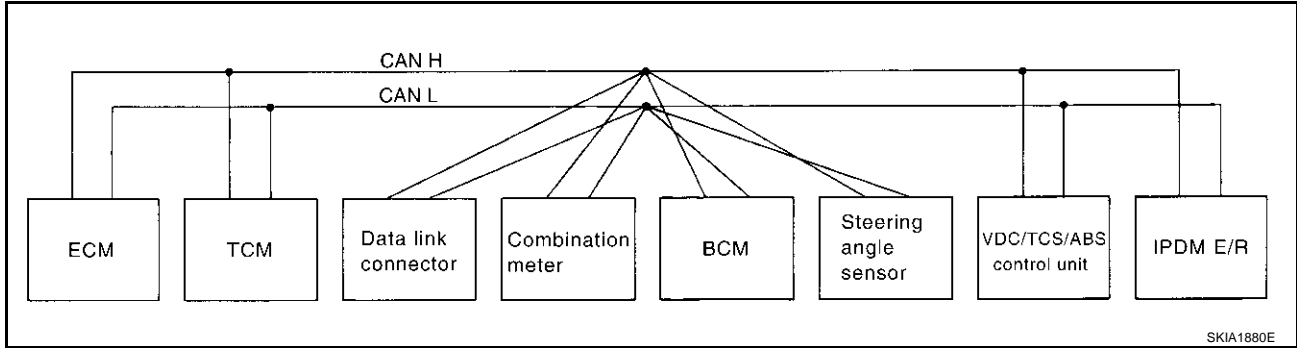 CAN H
CAN L
ECM
TCM
Data link
connector
Combination
meter
BCM
Steering
angle
sensor
VDC/TCS/ABS
control unit
IPDM E/R
SKIA1880E